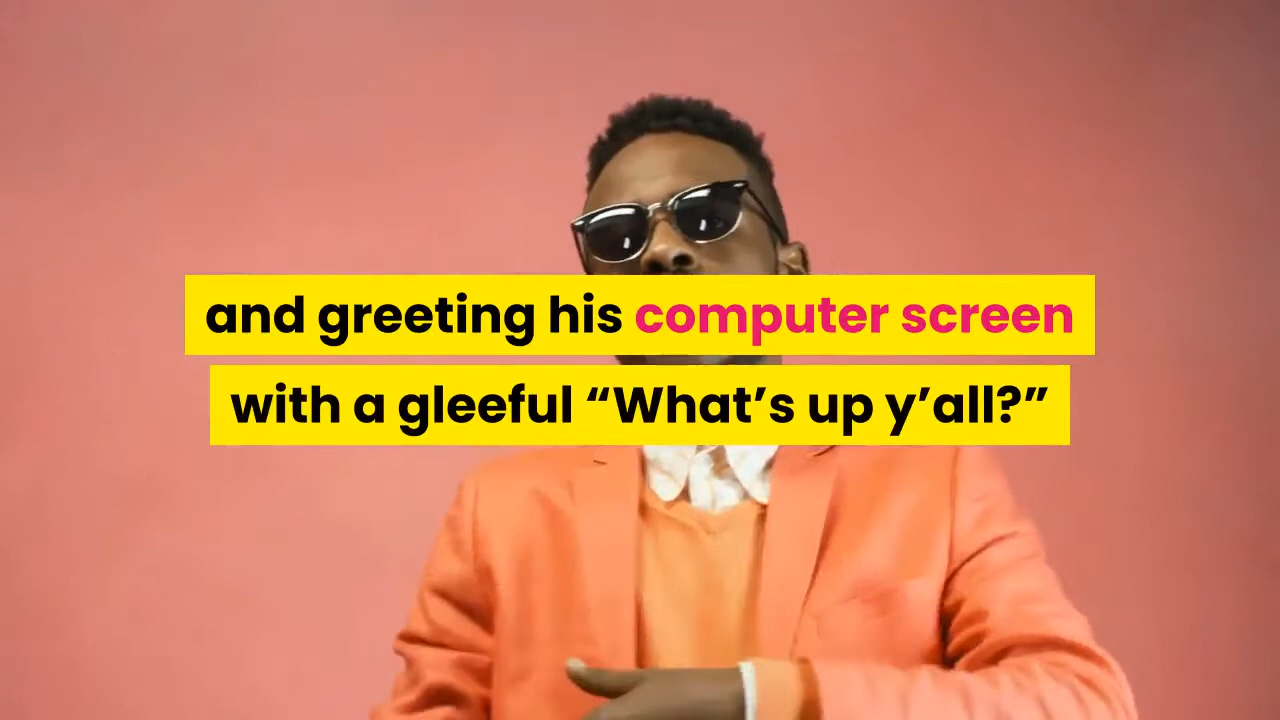 and greeting his computer screen
with a gleeful “What’s up y’all?”